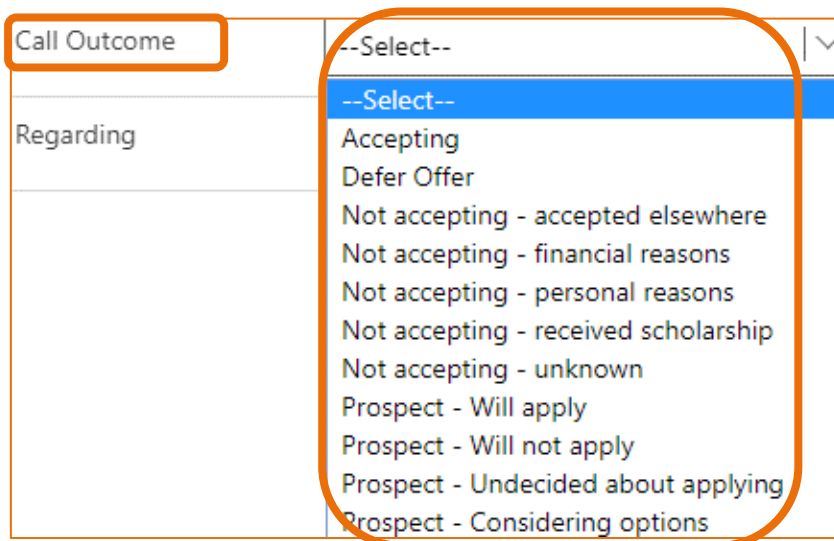 Call Outcome
--Select--
--Select--
Regarding
Accepting
Defer Offer
Not accepting - accepted elsewhere
Not accepting - financial reasons
Not accepting - personal reasons
Not accepting - received scholarship
Not accepting - unknown
Prospect - Will apply
Prospect - Will not apply
Prospect - Undecided about applying
Prospect - Considering options